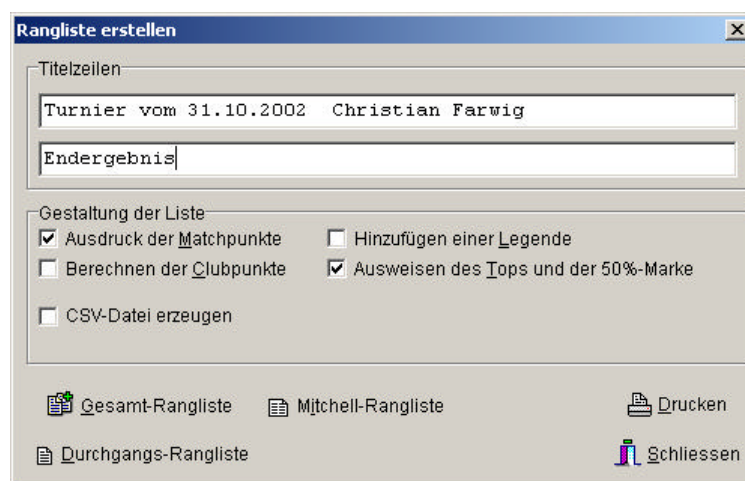 Rangliste erstellen
Titelzeilen
Turnier vom 31.10.2002  Christian Farwig
Endergebnis
Gestaltung der Liste
Ausdruck der Matchpunkte
Hinzufügen einer Legende
Berechnen der Clubpunkte
Ausweisen des Tops und der 50%-Marke
CSV-Datei erzeugen
Gesamt-Rangliste
Mitchell-Rangliste
Drucken
Durchgangs-Rangliste
Schliessen